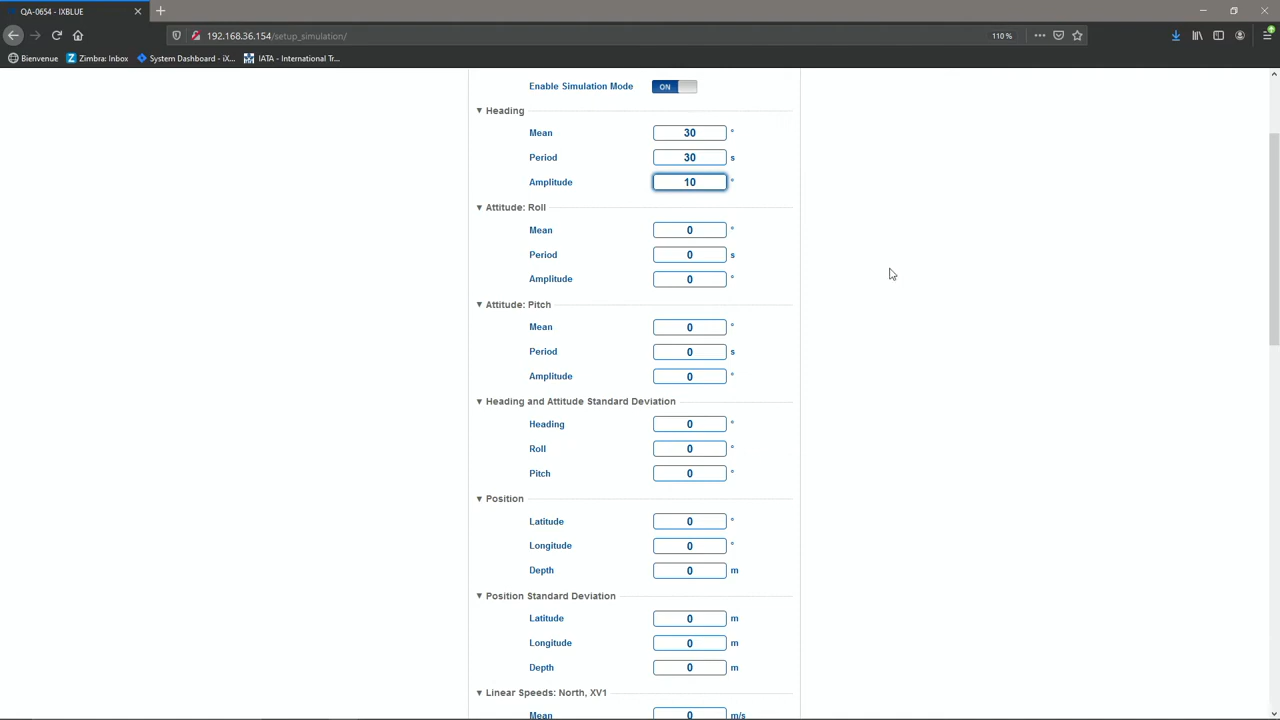 QA-0654 - IXBLUE
192.168.36.154/setup_simulation/
110 %
Bienvenue
Zimbra: Inbox
System Dashboard - iX...
IATA - International Tr...
Enable Simulation Mode ON
Heading
Mean 30 °
Period 30 s
Amplitude 10 °
Attitude: Roll
Mean 0 °
Period 0 s
Amplitude 0 °
Attitude: Pitch
Mean 0 °
Period 0 s
Amplitude 0 °
Heading and Attitude Standard Deviation
Heading 0 °
Roll 0 °
Pitch 0 °
Position
Latitude 0 °
Longitude 0 °
Depth 0 m
Position Standard Deviation
Latitude 0 m
Longitude 0 m
Depth 0 m
Linear Speeds: North, XV1
Mean 0 m/s